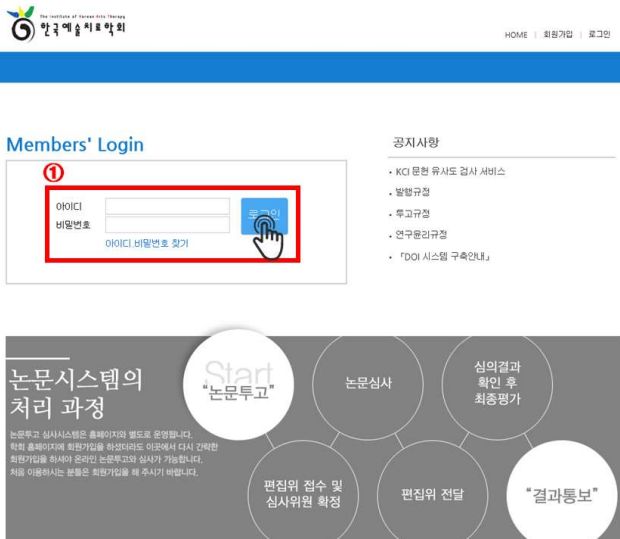 The Institute of Korean Arts Therapy
한국예술치료학회
HOME | 회원가입 | 로그인
Members' Login
①
아이디
비밀번호
로그인
아이디,비밀번호 찾기
공지사항
• KCI 문헌 유사도 검사 서비스
• 발행규정
• 투고규정
• 연구윤리규정
• 「DOI 시스템 구축안내」
논문시스템의
처리 과정
논문투고 심사시스템은 홈페이지와 별도로 운영됩니다.
학회 홈페이지에 회원가입을 하셨더라도 이곳에서 다시 간략한
회원가입을 하셔야 온라인 논문투고와 심사가 가능합니다.
처음 이용하시는 분들은 회원가입을 해 주시기 바랍니다.
Start
“논문투고”
편집위 접수 및
심사위원 확정
논문심사
편집위 전달
심의결과
확인 후
최종평가
“결과통보”